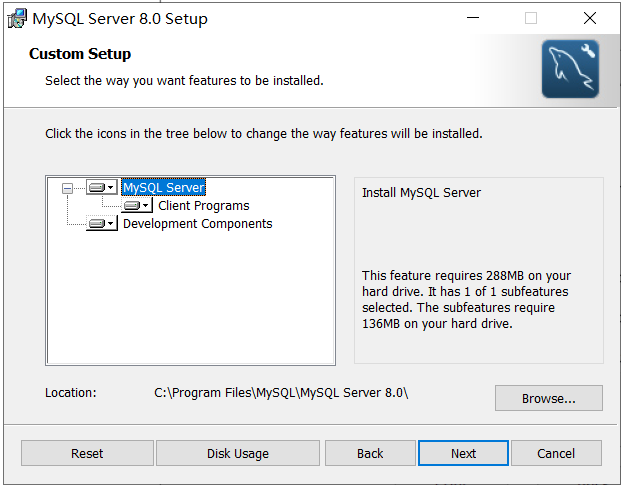 MySQL Server 8.0 Setup
Custom Setup
Select the way you want features to be installed.
Click the icons in the tree below to change the way features will be installed.
MySQL Server
Client Programs
Development Components
Install MySQL Server
This feature requires 288MB on your
hard drive. It has 1 of 1 subfeatures
selected. The subfeatures require
136MB on your hard drive.
Location: C:\Program Files\MySQL\MySQL Server 8.0\
Browse...
Reset Disk Usage Back Next Cancel